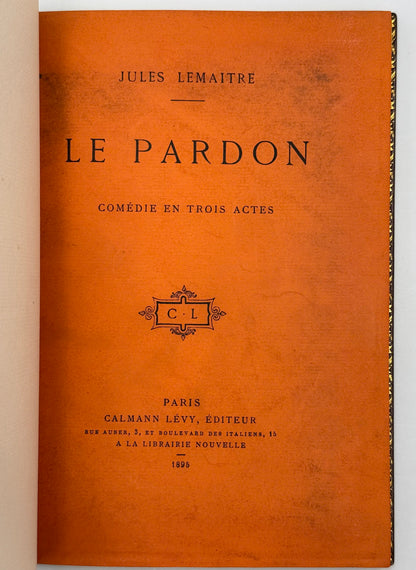 JULES LEMAITRE
LE PARDON
COMÉDIE EN TROIS ACTES
C · L
PARIS
CALMANN LÉVY, ÉDITEUR
RUE AUBER, 3, ET BOULEVARD DES ITALIENS, 15
A LA LIBRAIRIE NOUVELLE
1895